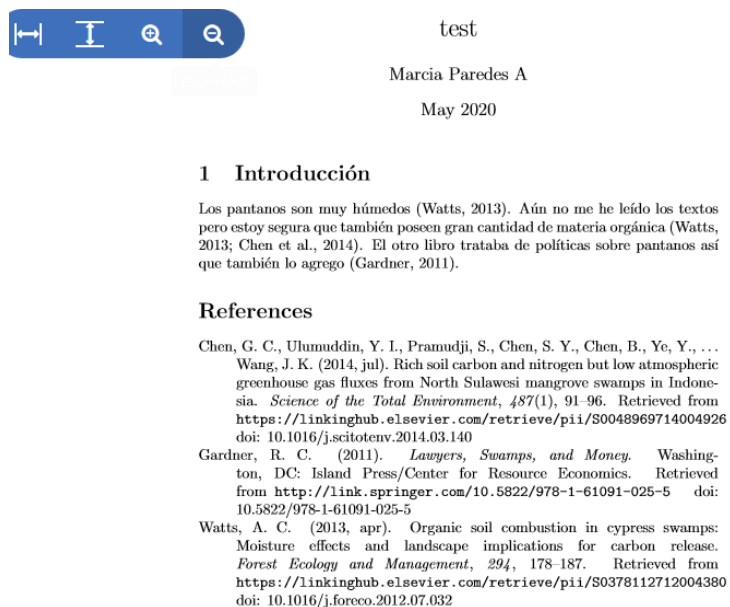 test
Marcia Paredes A
May 2020
1 Introducción
Los pantanos son muy húmedos (Watts, 2013). Aún no me he leído los textos
pero estoy segura que también poseen gran cantidad de materia orgánica (Watts,
2013; Chen et al., 2014). El otro libro trataba de políticas sobre pantanos así
que también lo agrego (Gardner, 2011).
References
Chen, G. C., Ulumuddin, Y. I., Pramudji, S., Chen, S. Y., Chen, B., Ye, Y., ...
Wang, J. K. (2014, jul). Rich soil carbon and nitrogen but low atmospheric
greenhouse gas fluxes from North Sulawesi mangrove swamps in Indone-
sia. Science of the Total Environment, 487(1), 91–96. Retrieved from
https://linkinghub.elsevier.com/retrieve/pii/S0048969714004926
doi: 10.1016/j.scitotenv.2014.03.140
Gardner, R. C. (2011). Lawyers, Swamps, and Money. Washing-
ton, DC: Island Press/Center for Resource Economics. Retrieved
from http://link.springer.com/10.5822/978-1-61091-025-5 doi:
10.5822/978-1-61091-025-5
Watts, A. C. (2013, apr). Organic soil combustion in cypress swamps:
Moisture effects and landscape implications for carbon release.
Forest Ecology and Management, 294, 178–187. Retrieved from
https://linkinghub.elsevier.com/retrieve/pii/S0378112712004380
doi: 10.1016/j.foreco.2012.07.032